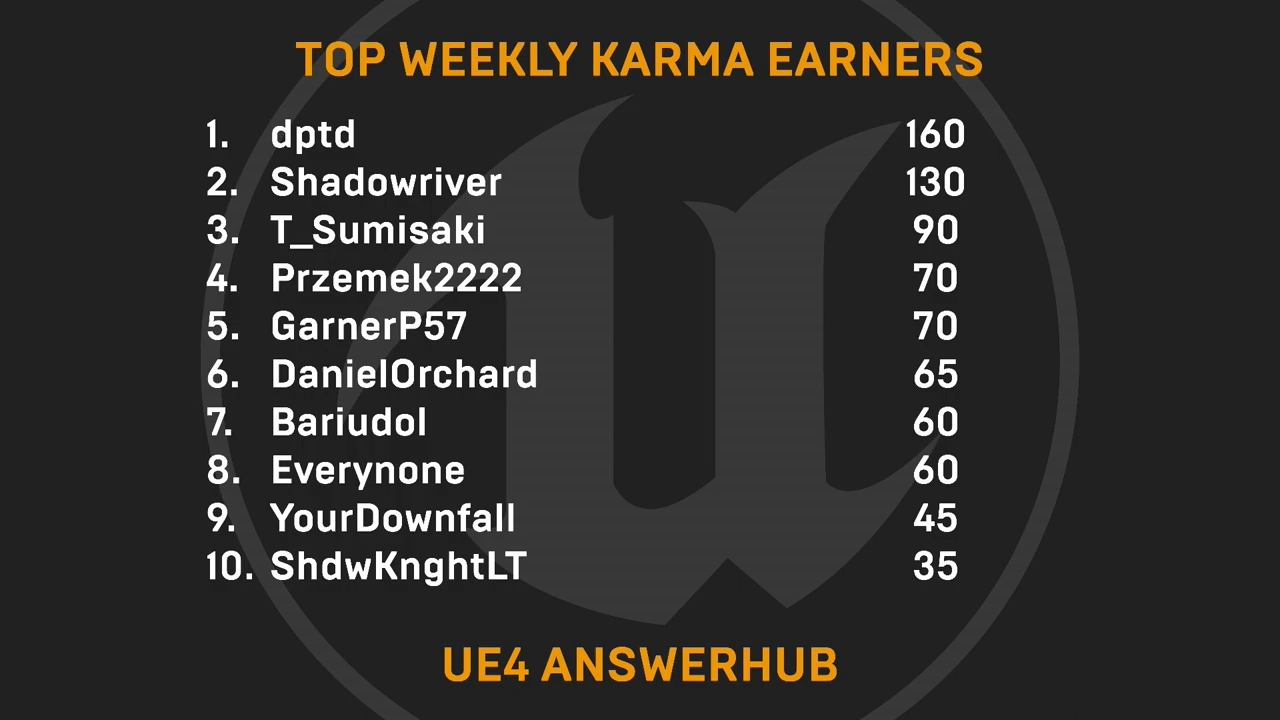 TOP WEEKLY KARMA EARNERS
1. dptd 160
2. Shadowriver 130
3. T_Sumisaki 90
4. Przemek2222 70
5. GarnerP57 70
6. DanielOrchard 65
7. Bariudol 60
8. Everynone 60
9. YourDownfall 45
10. ShdwKnghtLT 35
UE4 ANSWERHUB